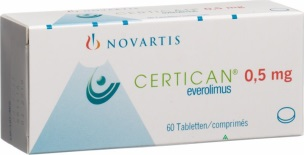 NOVARTIS
CERTICAN® 0,5 mg
everolimus
60 Tabletten/comprimés